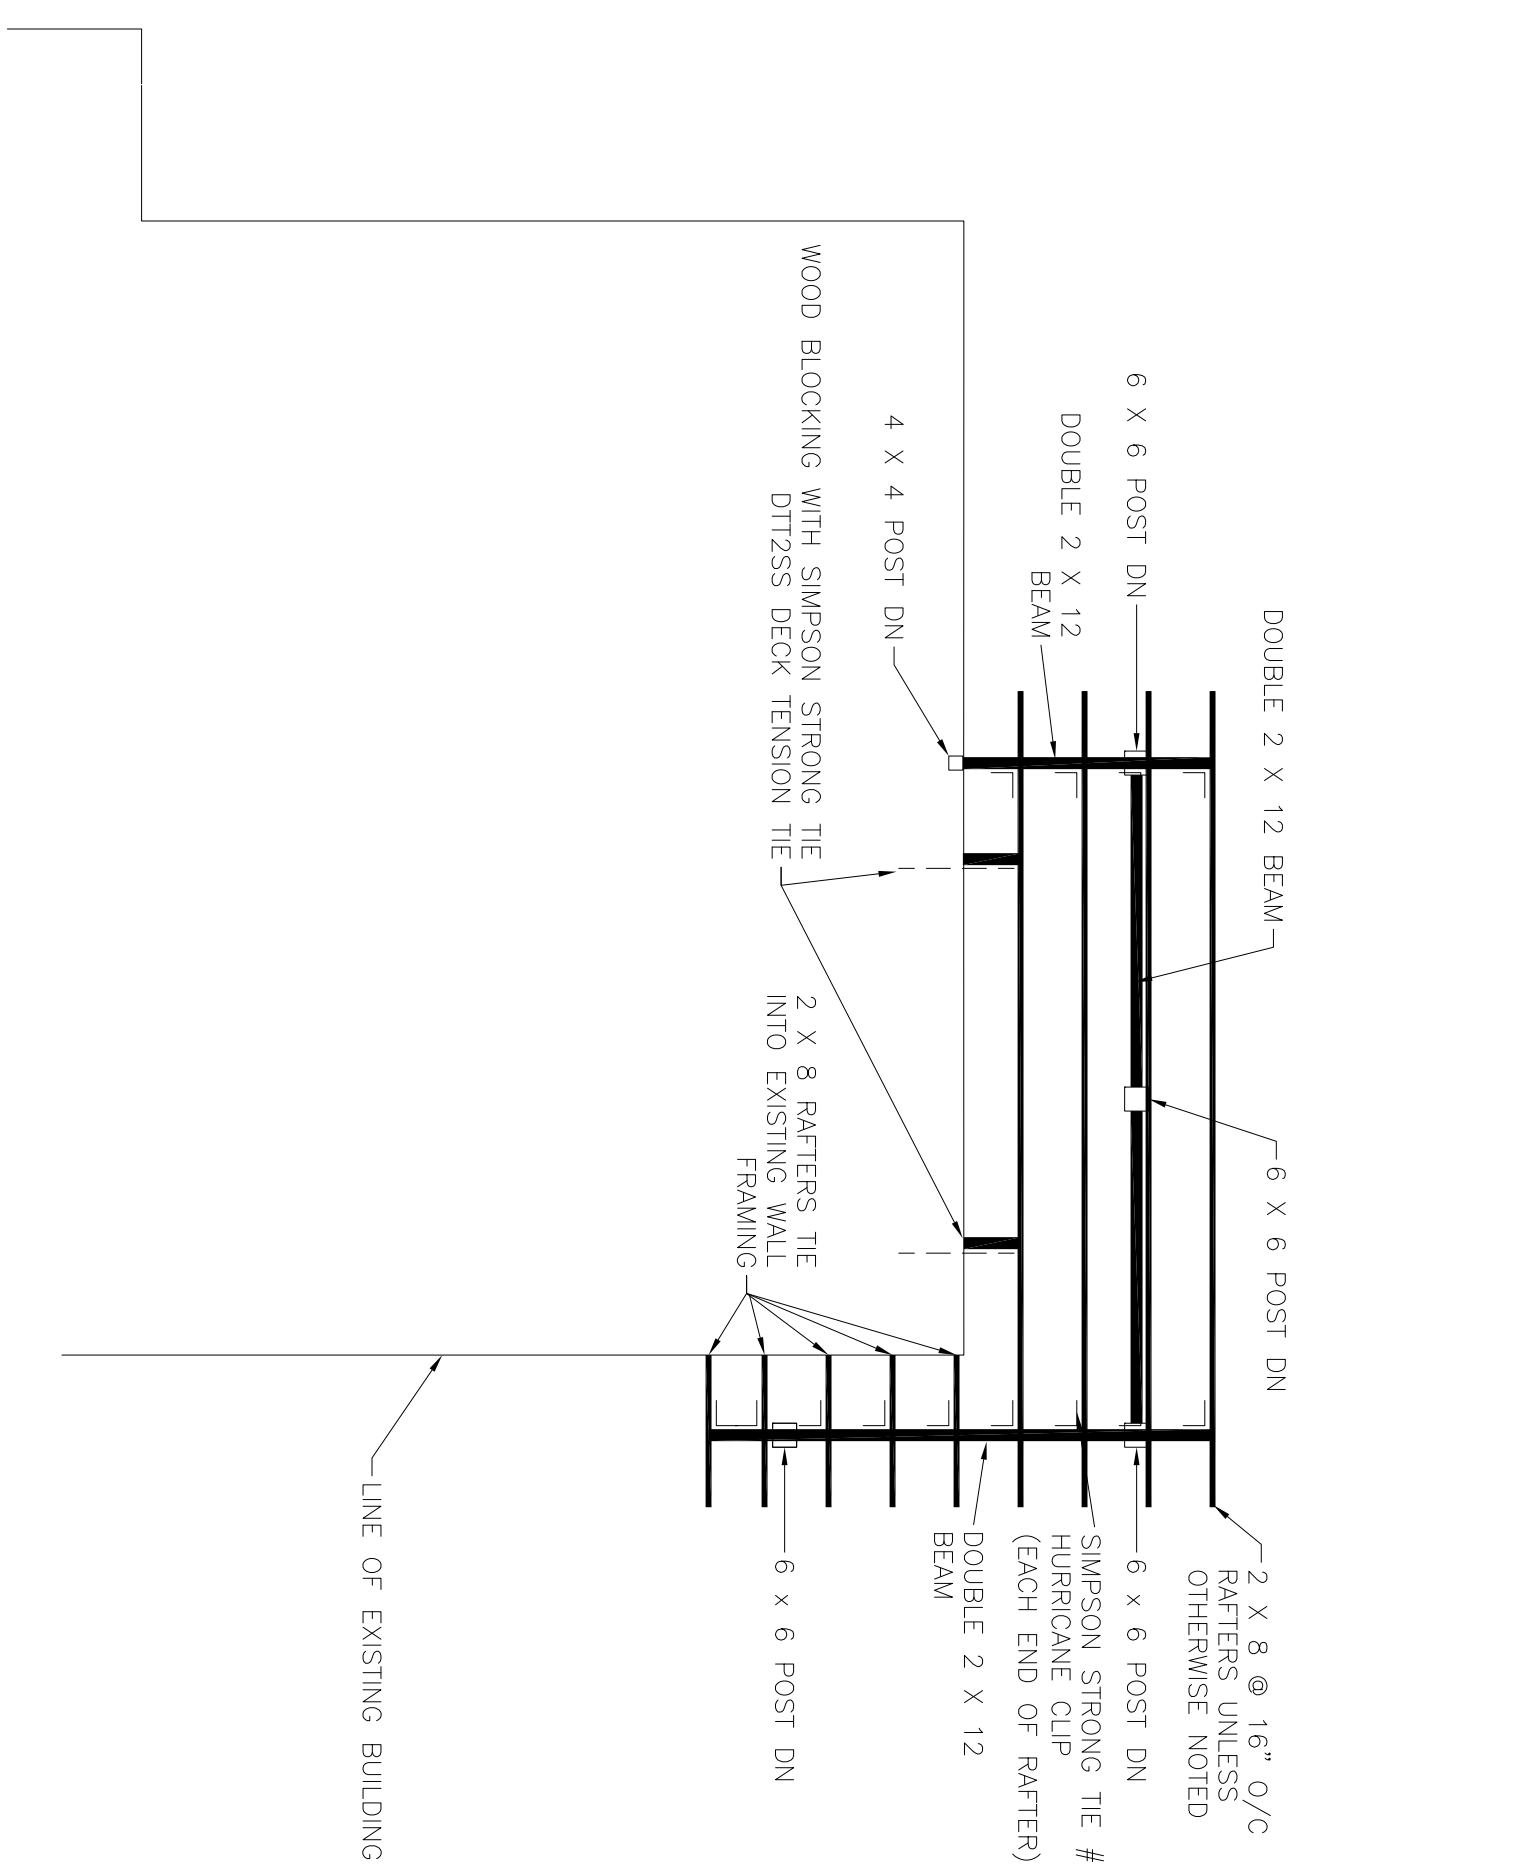 DOUBLE 2 X 12 BEAM
6 X 6 POST DN
6 X 6 POST DN
DOUBLE 2 X 12
BEAM
4 X 4 POST DN
WOOD BLOCKING WITH SIMPSON STRONG TIE
DTT2SS DECK TENSION TIE
2 X 8 RAFTERS TIE
INTO EXISTING WALL
FRAMING
2 X 8 @ 16" O/C
RAFTERS UNLESS
OTHERWISE NOTED
6 x 6 POST DN
SIMPSON STRONG TIE #
HURRICANE CLIP
(EACH END OF RAFTER)
DOUBLE 2 X 12
BEAM
6 x 6 POST DN
LINE OF EXISTING BUILDING